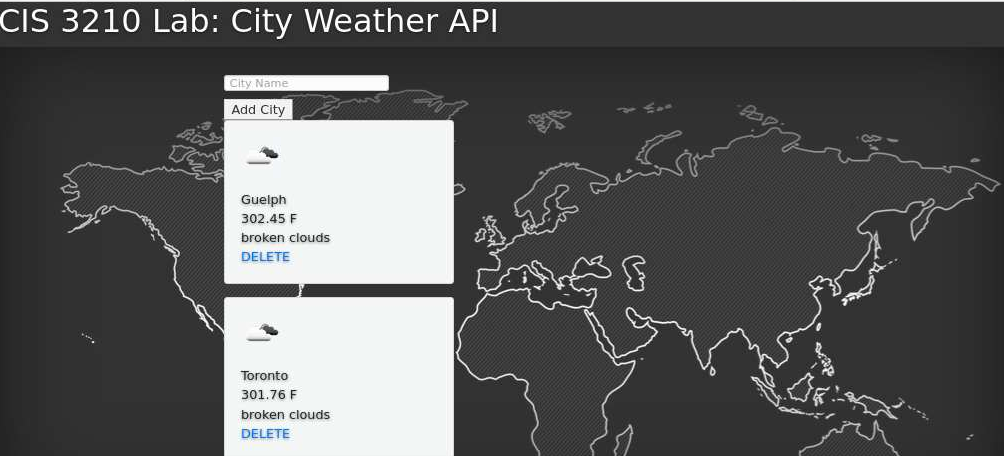 CIS 3210 Lab: City Weather API
City Name
Add City
Guelph
302.45 F
broken clouds
DELETE
Toronto
301.76 F
broken clouds
DELETE